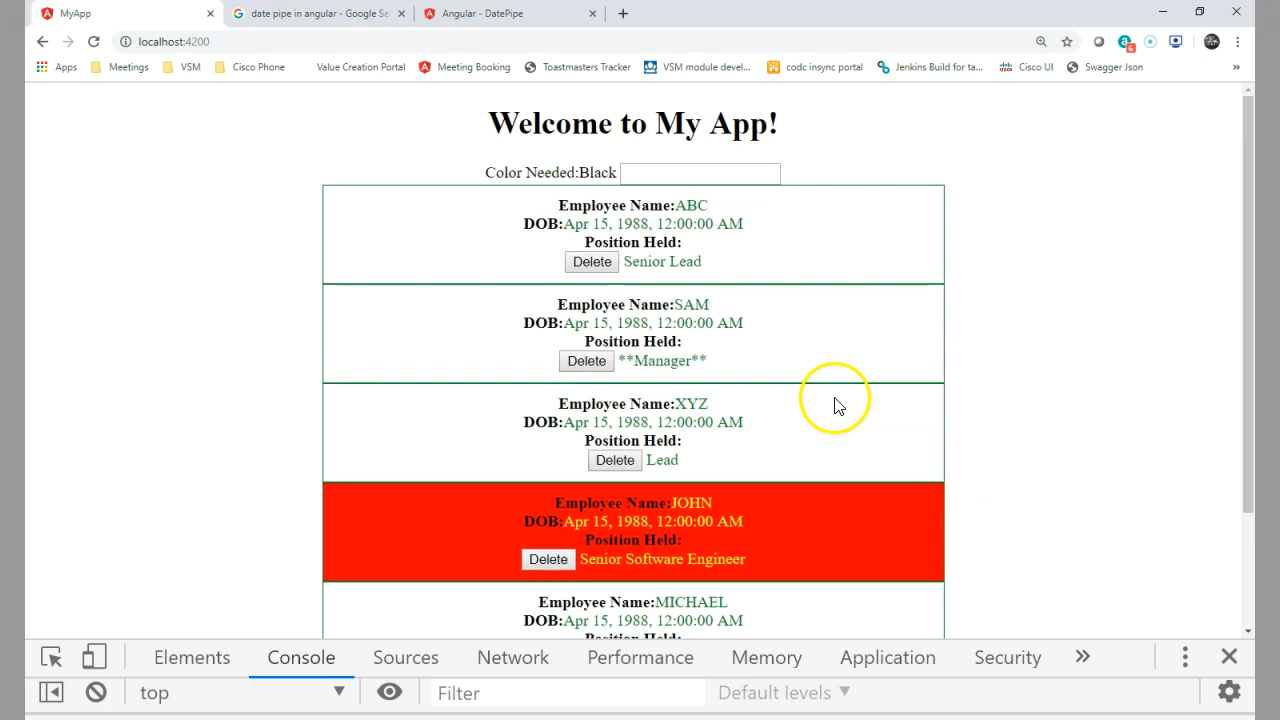 MyApp
date pipe in angular - Google Se
Angular - DatePipe
localhost:4200
6
Apps
Meetings
VSM
Cisco Phone
Value Creation Portal
Meeting Booking
Toastmasters Tracker
VSM module devel...
codc insync portal
Jenkins Build for ta...
Cisco UI
Swagger Json
»
Welcome to My App!
Color Needed:Black
Employee Name:ABC
DOB:Apr 15, 1988, 12:00:00 AM
Position Held:
Delete Senior Lead
Employee Name:SAM
DOB:Apr 15, 1988, 12:00:00 AM
Position Held:
Delete **Manager**
Employee Name:XYZ
DOB:Apr 15, 1988, 12:00:00 AM
Position Held:
Delete Lead
Employee Name:JOHN
DOB:Apr 15, 1988, 12:00:00 AM
Position Held:
Delete Senior Software Engineer
Employee Name:MICHAEL
DOB:Apr 15, 1988, 12:00:00 AM
Position Held:
Elements Console Sources Network Performance Memory Application Security »
top Filter Default levels